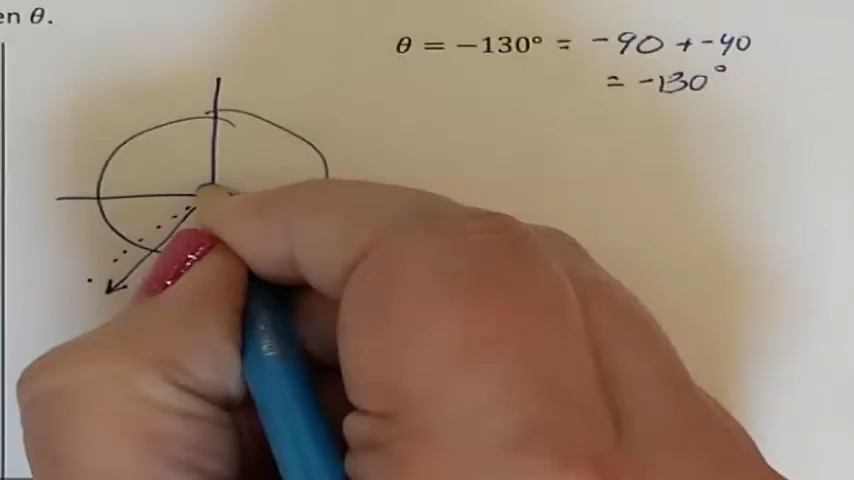 en θ.
θ = −130° = -90 + -40
= -130°